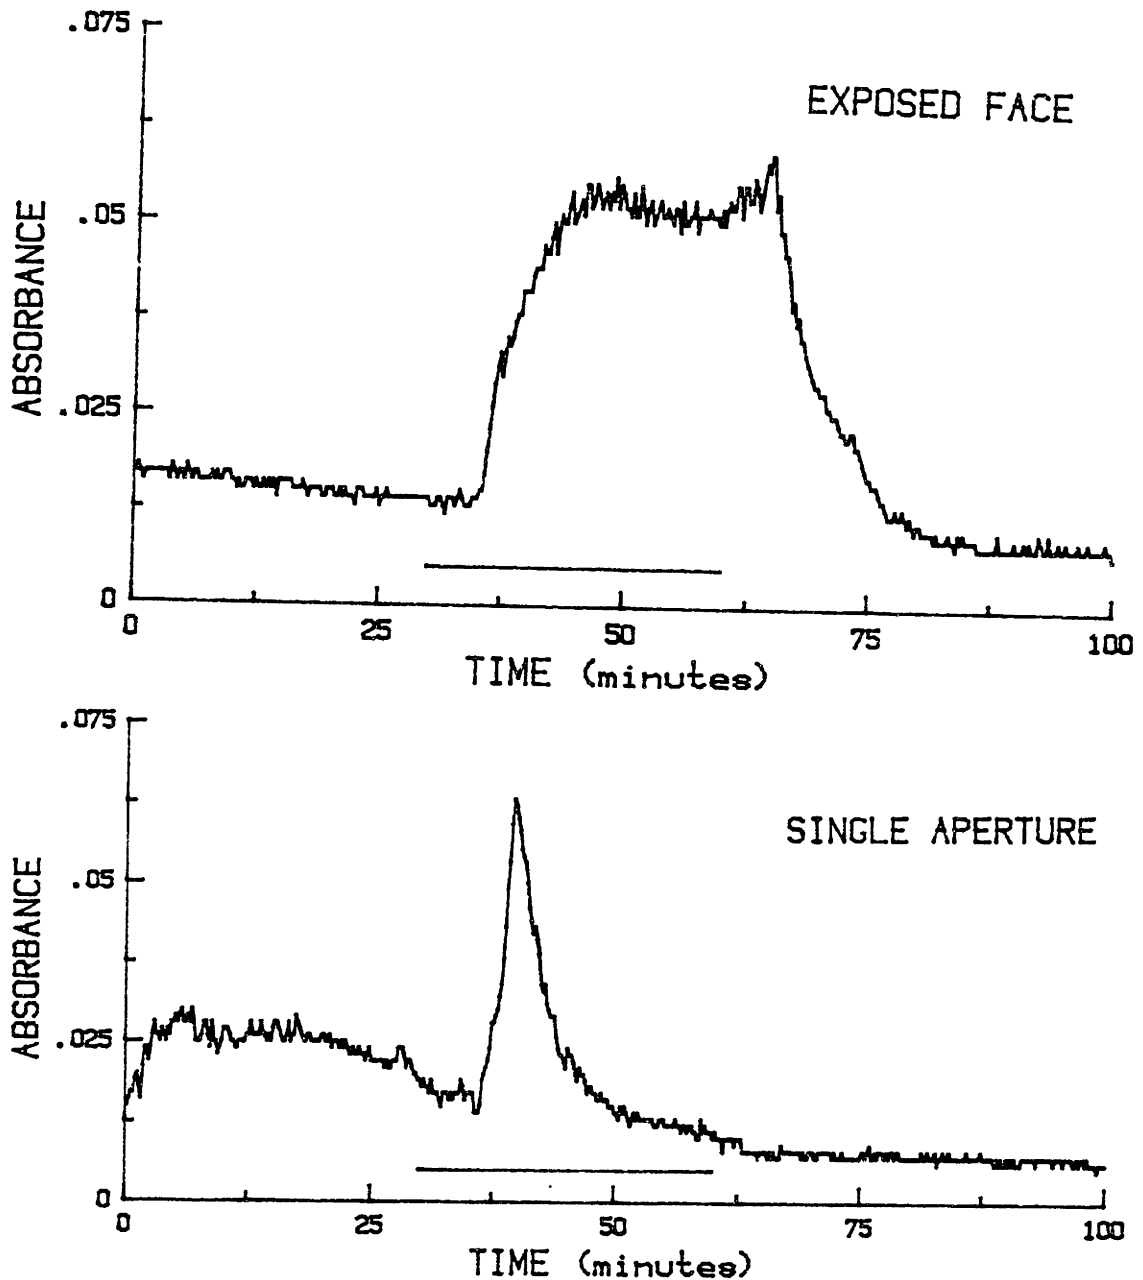 .075
EXPOSED FACE
.05
ABSORBANCE
.025
0
0 25 50 75 100
TIME (minutes)
.075
SINGLE APERTURE
.05
ABSORBANCE
.025
0
0 25 50 75 100
TIME (minutes)